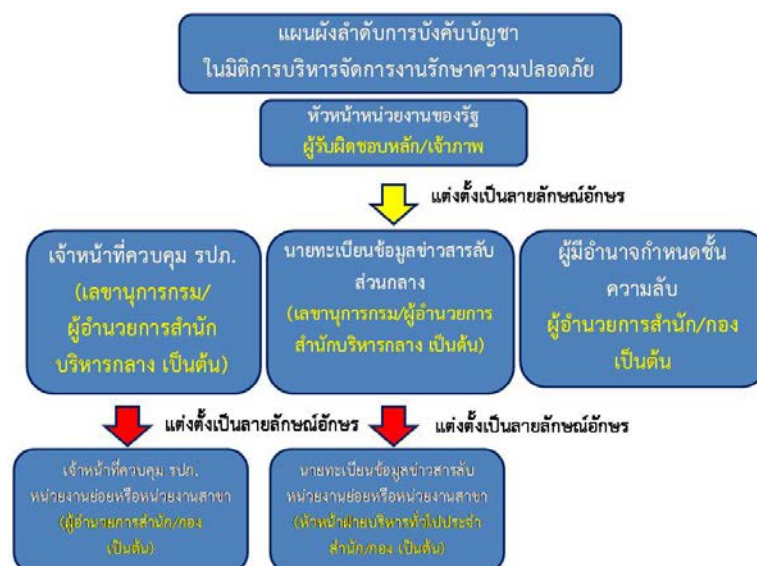 แผนผังลำดับการบังคับบัญชา
ในมิติการบริหารจัดการงานรักษาความปลอดภัย
หัวหน้าหน่วยงานของรัฐ
ผู้รับผิดชอบหลัก/เจ้าภาพ
แต่งตั้งเป็นลายลักษณ์อักษร
เจ้าหน้าที่ควบคุม รปภ.
(เลขานุการกรม/
ผู้อำนวยการสำนัก
บริหารกลาง เป็นต้น)
นายทะเบียนข้อมูลข่าวสารลับ
ส่วนกลาง
(เลขานุการกรม/ผู้อำนวยการ
สำนักบริหารกลาง เป็นต้น)
ผู้มีอำนาจกำหนดชั้น
ความลับ
ผู้อำนวยการสำนัก/กอง
เป็นต้น
แต่งตั้งเป็นลายลักษณ์อักษร
แต่งตั้งเป็นลายลักษณ์อักษร
เจ้าหน้าที่ควบคุม รปภ.
หน่วยงานย่อยหรือหน่วยงานสาขา
(ผู้อำนวยการสำนัก/กอง
เป็นต้น)
นายทะเบียนข้อมูลข่าวสารลับ
หน่วยงานย่อยหรือหน่วยงานสาขา
(หัวหน้าฝ่ายบริหารทั่วไปประจำ
สำนัก/กอง เป็นต้น)